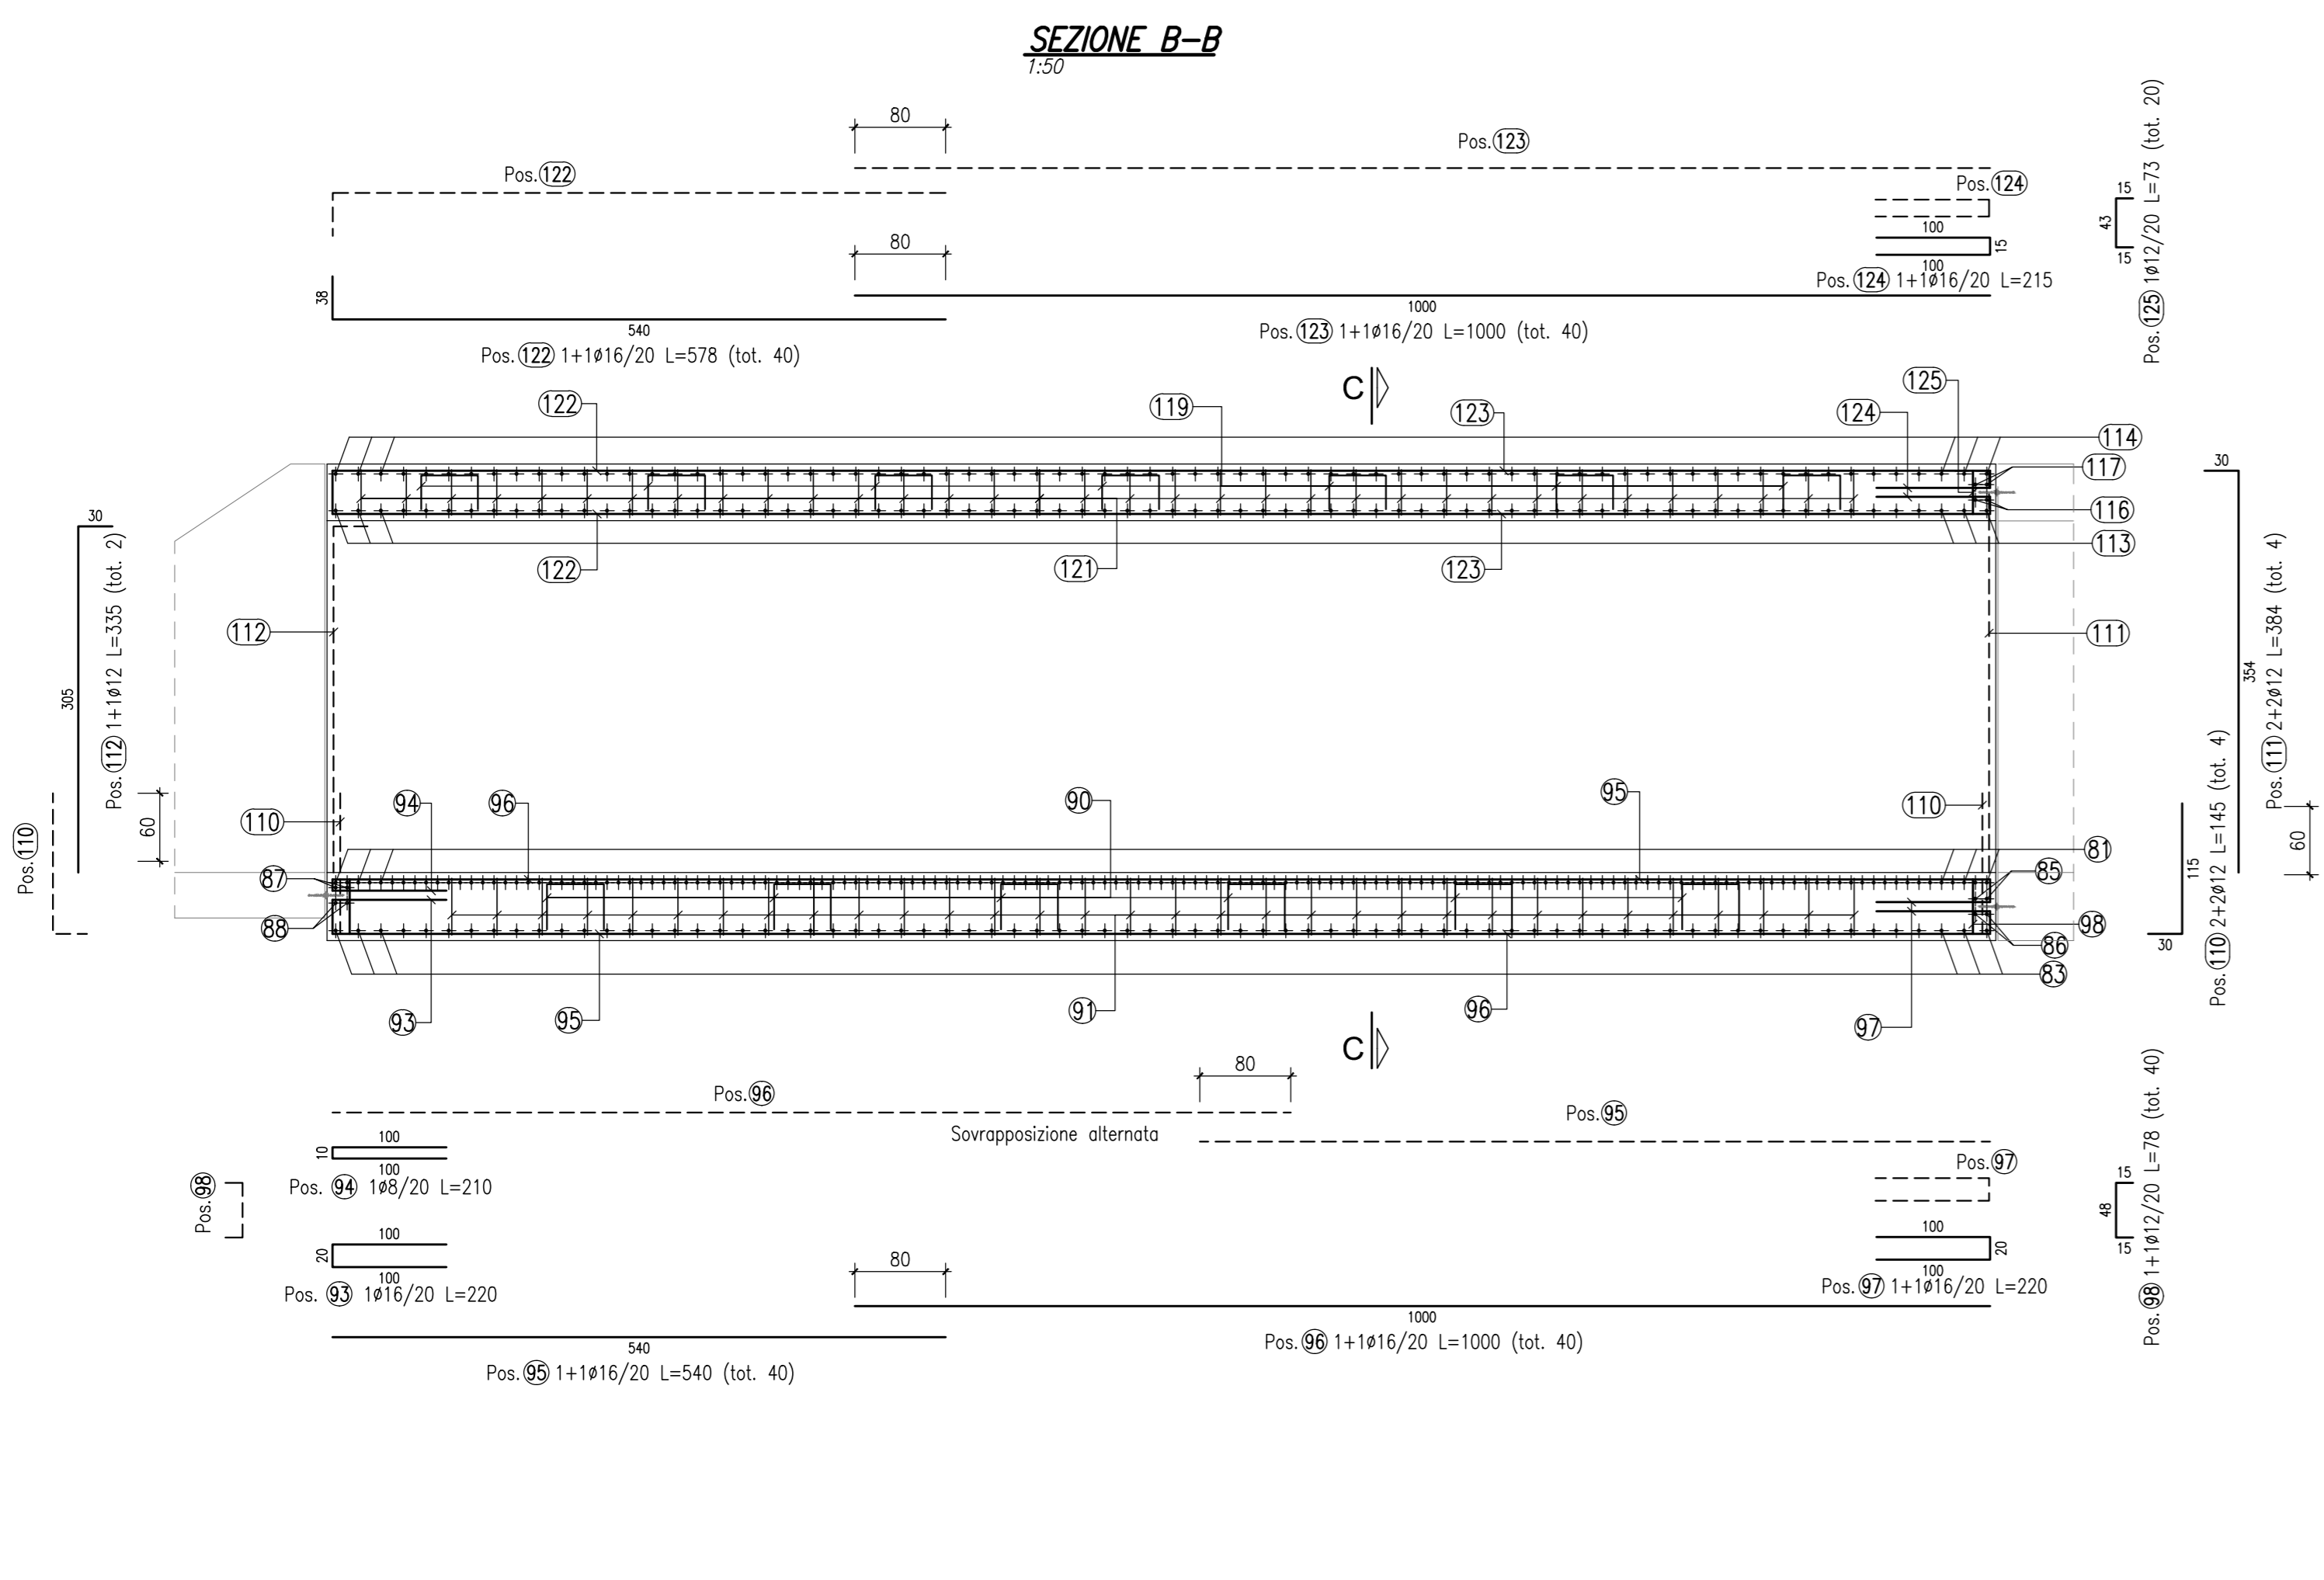 SEZIONE B-B
1:50
80
Pos. 123
Pos. 122
Pos. 124
80
100
15
100
Pos. 124 1+1ø16/20 L=215
38
540
Pos. 122 1+1ø16/20 L=578 (tot. 40)
1000
Pos. 123 1+1ø16/20 L=1000 (tot. 40)
15
43
15
Pos. 125 1ø12/20 L=73 (tot. 20)
C
122
119
123
124
125
114
117
116
113
122
121
123
112
111
30
305
Pos. 112 1+1ø12 L=335 (tot. 2)
30
354
Pos. 111 2+2ø12 L=384 (tot. 4)
60
Pos. 110
110
94
96
90
95
110
81
87
85
88
98
86
83
93
95
91
96
97
115
30
Pos. 110 2+2ø12 L=145 (tot. 4)
60
C
80
Pos. 96
Sovrapposizione alternata
Pos. 95
100
10
100
Pos. 94 1ø8/20 L=210
Pos. 98
Pos. 97
100
20
100
Pos. 93 1ø16/20 L=220
80
100
20
100
Pos. 97 1+1ø16/20 L=220
1000
Pos. 96 1+1ø16/20 L=1000 (tot. 40)
540
Pos. 95 1+1ø16/20 L=540 (tot. 40)
15
48
15
Pos. 98 1+1ø12/20 L=78 (tot. 40)